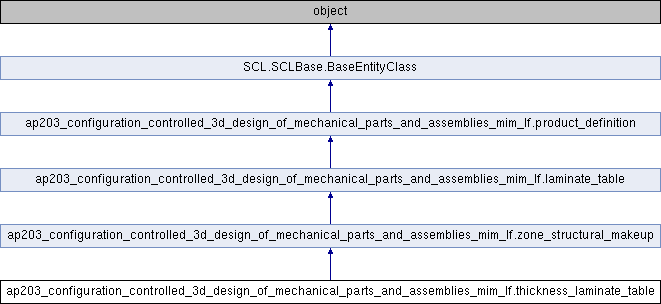 object
SCL.SCLBase.BaseEntityClass
ap203_configuration_controlled_3d_design_of_mechanical_parts_and_assemblies_mim_lf.product_definition
ap203_configuration_controlled_3d_design_of_mechanical_parts_and_assemblies_mim_lf.laminate_table
ap203_configuration_controlled_3d_design_of_mechanical_parts_and_assemblies_mim_lf.zone_structural_makeup
ap203_configuration_controlled_3d_design_of_mechanical_parts_and_assemblies_mim_lf.thickness_laminate_table